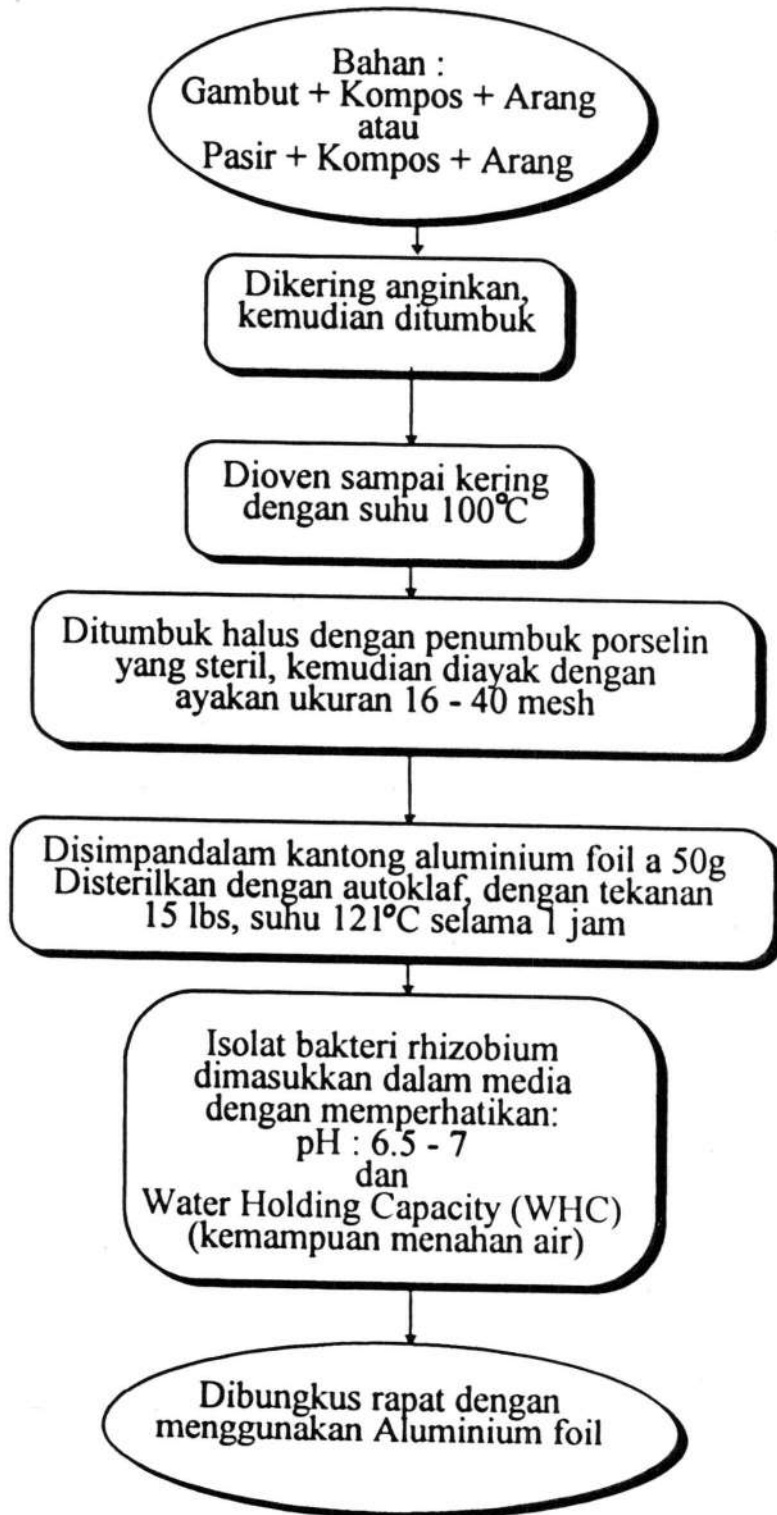 Bahan :
Gambut + Kompos + Arang
atau
Pasir + Kompos + Arang
Dikering anginkan,
kemudian ditumbuk
Dioven sampai kering
dengan suhu 100°C
Ditumbuk halus dengan penumbuk porselin
yang steril, kemudian diayak dengan
ayakan ukuran 16 - 40 mesh
Disimpandalam kantong aluminium foil a 50g
Disterilkan dengan autoklaf, dengan tekanan
15 lbs, suhu 121°C selama 1 jam
Isolat bakteri rhizobium
dimasukkan dalam media
dengan memperhatikan:
pH : 6.5 - 7
dan
Water Holding Capacity (WHC)
(kemampuan menahan air)
Dibungkus rapat dengan
menggunakan Aluminium foil